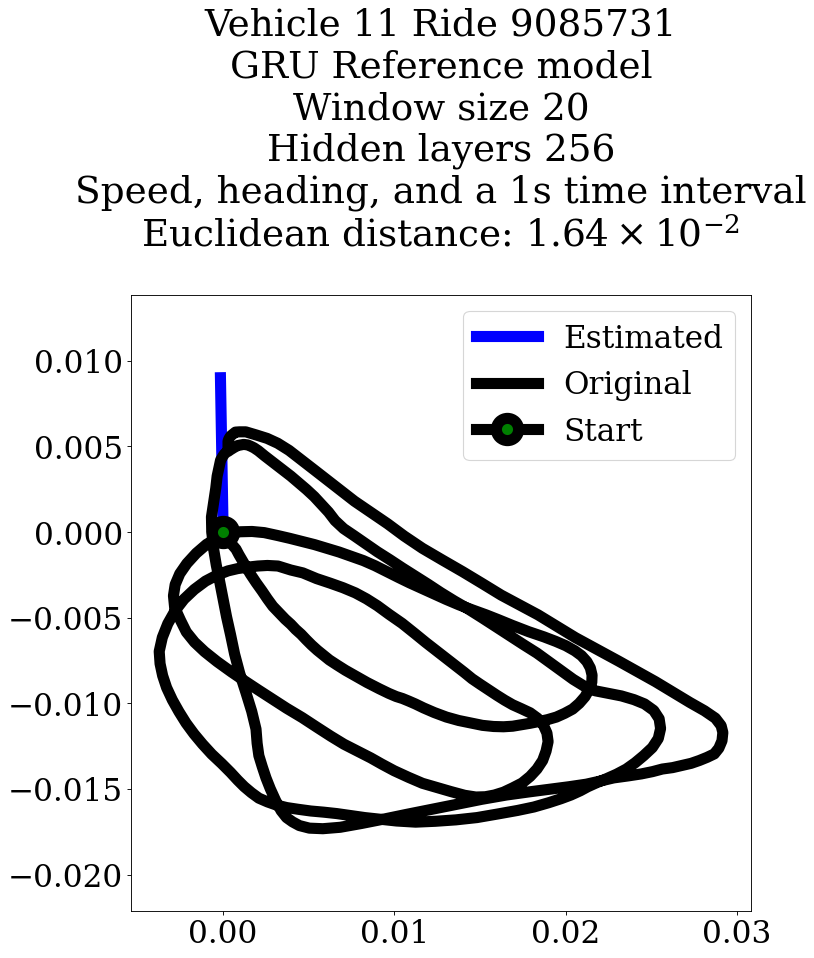 Vehicle 11 Ride 9085731
GRU Reference model
Window size 20
Hidden layers 256
Speed, heading, and a 1s time interval
Euclidean distance: 1.64 × 10⁻²
Estimated
Original
Start
0.010
0.005
0.000
−0.005
−0.010
−0.015
−0.020
0.00 0.01 0.02 0.03